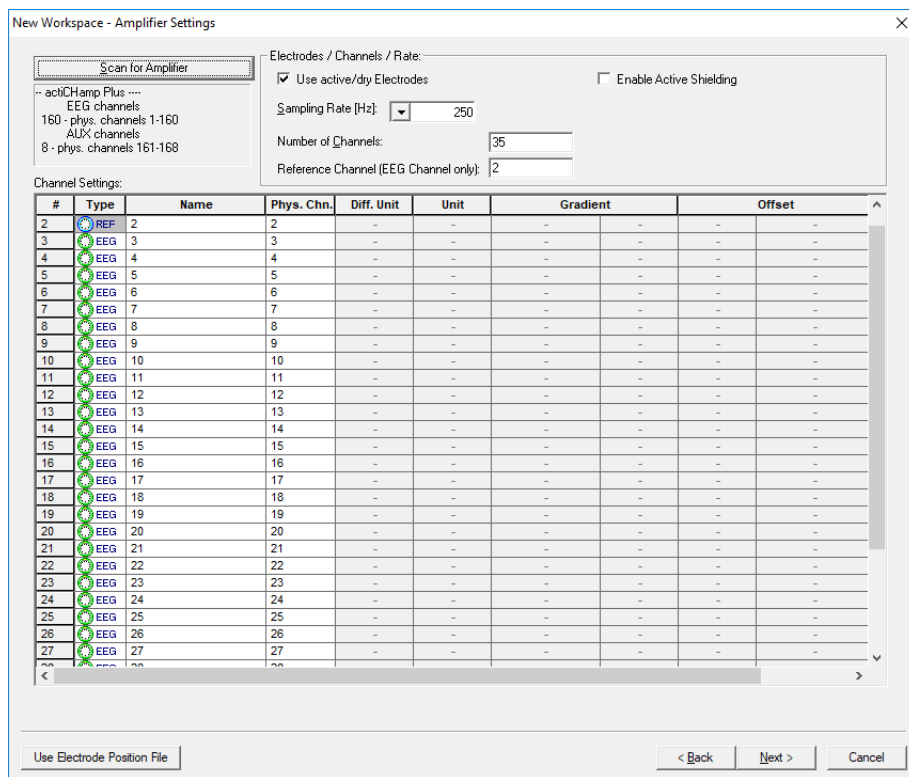 New Workspace - Amplifier Settings
Scan for Amplifier
-- actiCHamp Plus ----
EEG channels
160 - phys. channels 1-160
AUX channels
8 - phys. channels 161-168
Electrodes / Channels / Rate:
Use active/dry Electrodes
Enable Active Shielding
Sampling Rate [Hz]: 250
Number of Channels: 35
Reference Channel (EEG Channel only): 2
Channel Settings:
# Type Name Phys. Chn. Diff. Unit Unit Gradient Offset
2 REF 2 2 - - - - - -
3 EEG 3 3 - - - - - -
4 EEG 4 4 - - - - - -
5 EEG 5 5 - - - - - -
6 EEG 6 6 - - - - - -
7 EEG 7 7 - - - - - -
8 EEG 8 8 - - - - - -
9 EEG 9 9 - - - - - -
10 EEG 10 10 - - - - - -
11 EEG 11 11 - - - - - -
12 EEG 12 12 - - - - - -
13 EEG 13 13 - - - - - -
14 EEG 14 14 - - - - - -
15 EEG 15 15 - - - - - -
16 EEG 16 16 - - - - - -
17 EEG 17 17 - - - - - -
18 EEG 18 18 - - - - - -
19 EEG 19 19 - - - - - -
20 EEG 20 20 - - - - - -
21 EEG 21 21 - - - - - -
22 EEG 22 22 - - - - - -
23 EEG 23 23 - - - - - -
24 EEG 24 24 - - - - - -
25 EEG 25 25 - - - - - -
26 EEG 26 26 - - - - - -
27 EEG 27 27 - - - - - -
Use Electrode Position File
< Back
Next >
Cancel